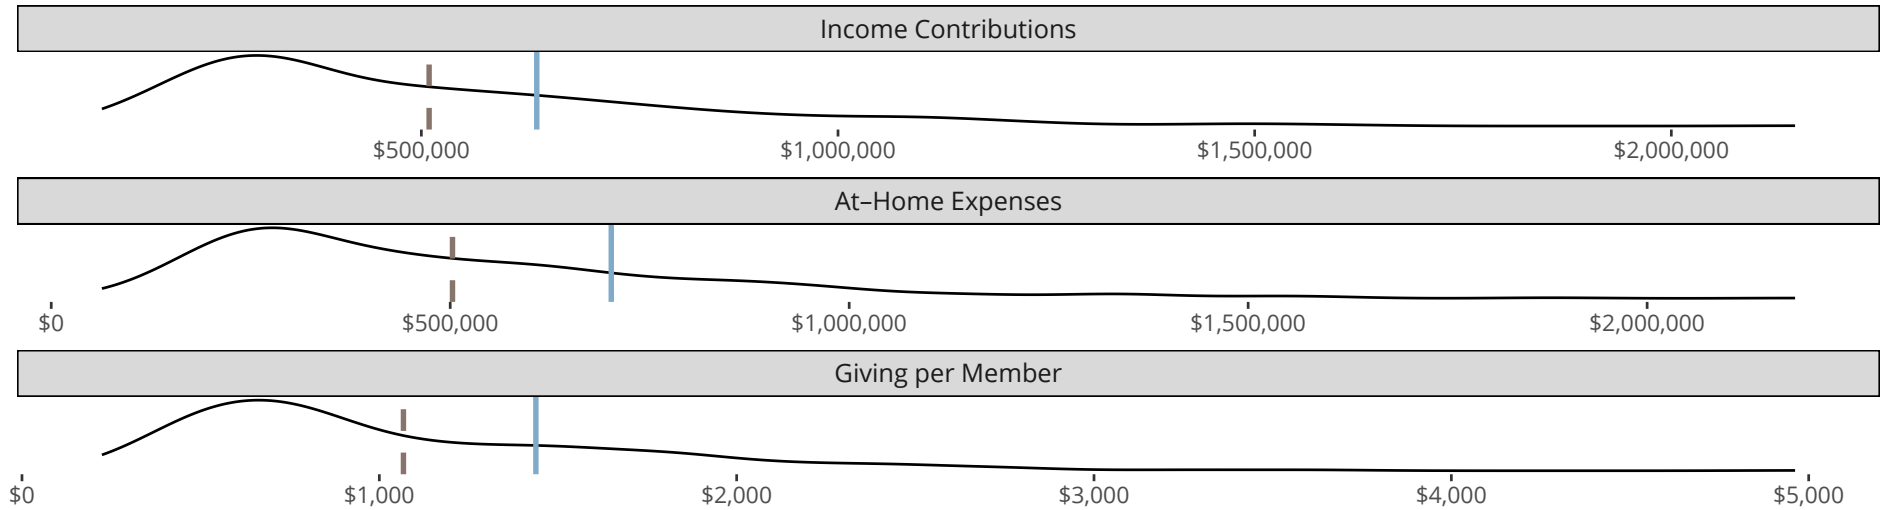 Income Contributions
$500,000 $1,000,000 $1,500,000 $2,000,000
At–Home Expenses
$0 $500,000 $1,000,000 $1,500,000 $2,000,000
Giving per Member
$0 $1,000 $2,000 $3,000 $4,000 $5,000